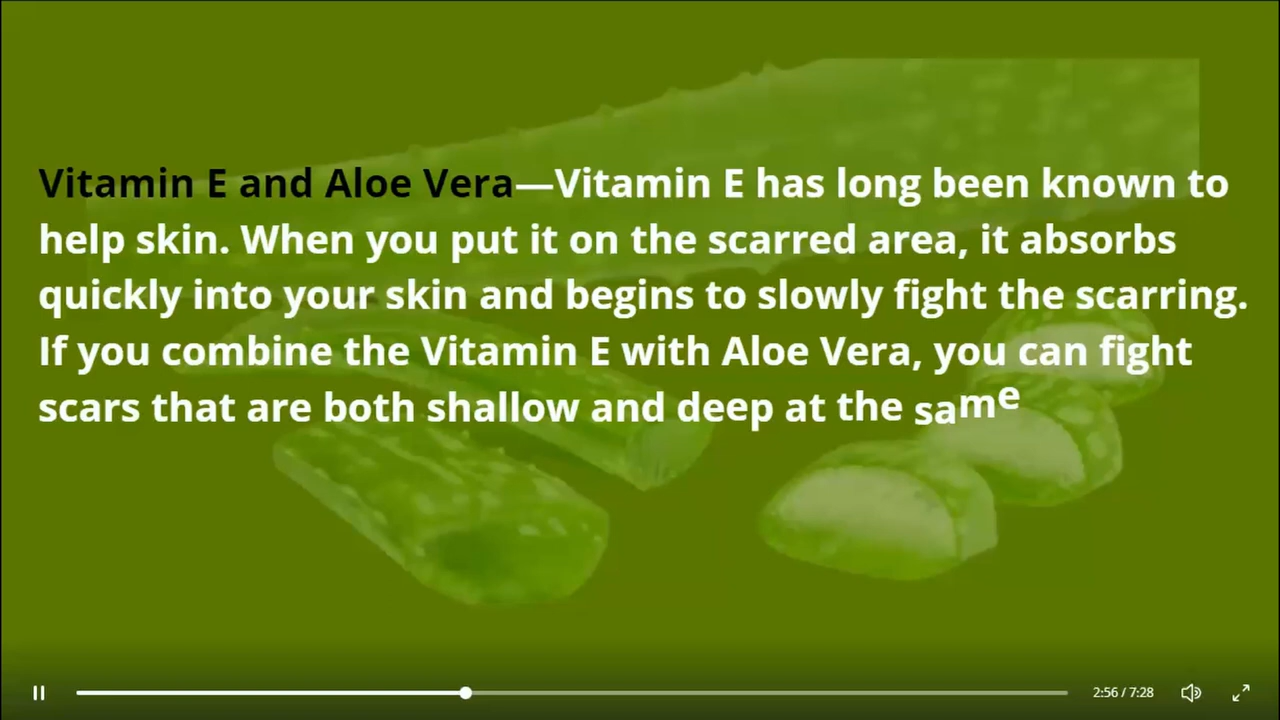 Vitamin E and Aloe Vera—Vitamin E has long been known to
help skin. When you put it on the scarred area, it absorbs
quickly into your skin and begins to slowly fight the scarring.
If you combine the Vitamin E with Aloe Vera, you can fight
scars that are both shallow and deep at the same
2:56 / 7:28